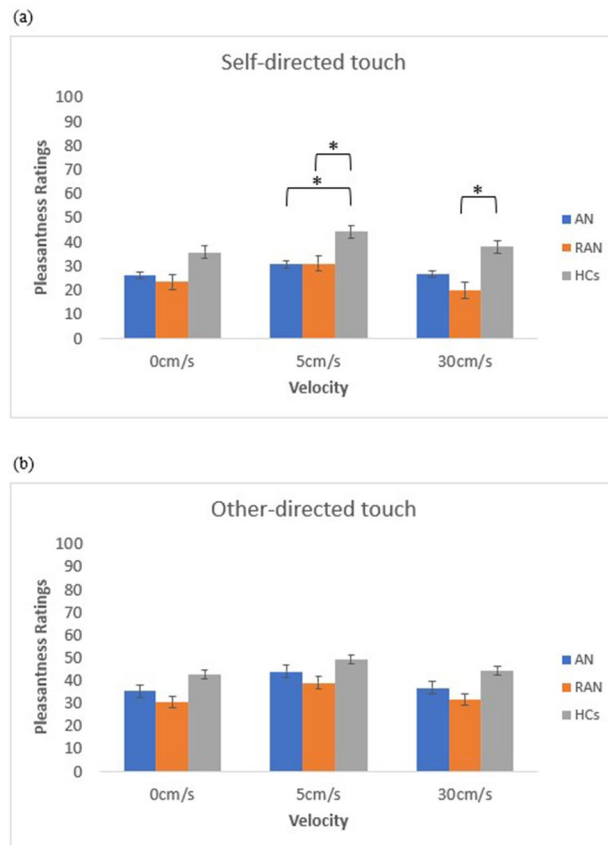 (a)
Self-directed touch
Pleasantness Ratings
100
90
80
70
60
50
40
30
20
10
0
*
*
*
AN
RAN
HCs
0cm/s 5cm/s 30cm/s
Velocity
(b)
Other-directed touch
Pleasantness Ratings
100
90
80
70
60
50
40
30
20
10
0
AN
RAN
HCs
0cm/s 5cm/s 30cm/s
Velocity